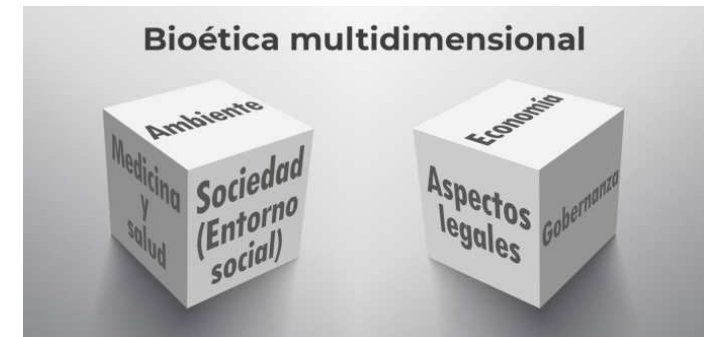 Bioética multidimensional
Ambiente
Medicina
y
salud
Sociedad
(Entorno
social)
Economía
Aspectos
legales
Gobernanza